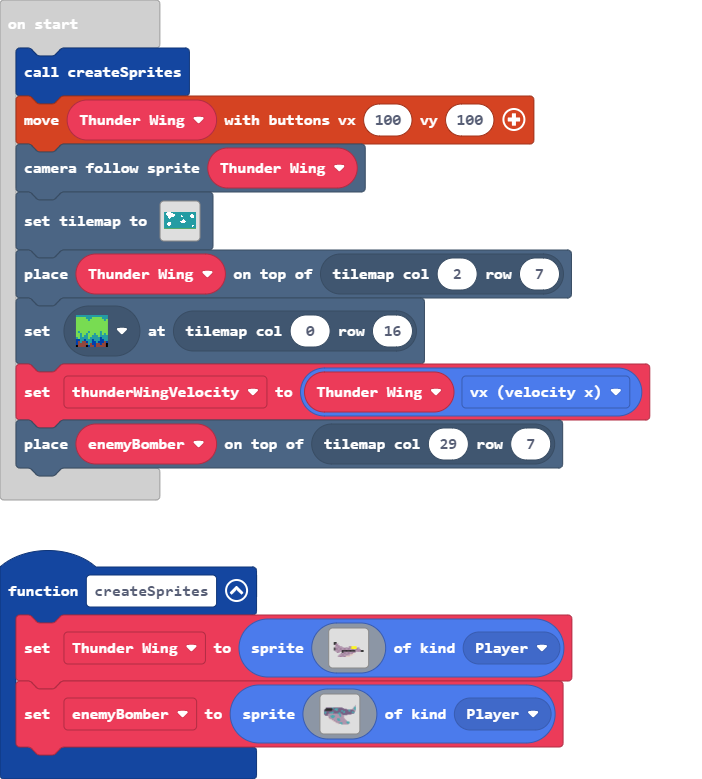 on start
call createSprites
move Thunder Wing with buttons vx 100 vy 100
camera follow sprite Thunder Wing
set tilemap to
place Thunder Wing on top of tilemap col 2 row 7
set at tilemap col 0 row 16
set thunderWingVelocity to Thunder Wing vx (velocity x)
place enemyBomber on top of tilemap col 29 row 7
function createSprites
set Thunder Wing to sprite of kind Player
set enemyBomber to sprite of kind Player